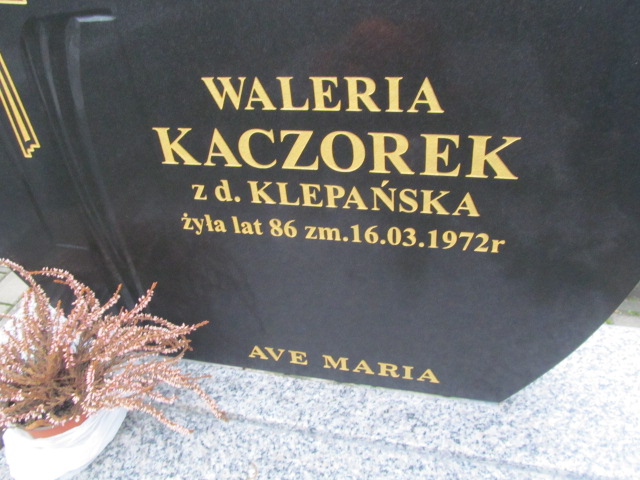 WALERIA
KACZOREK
z d. KLEPAŃSKA
żyła lat 86 zm.16.03.1972r
AVE MARIA